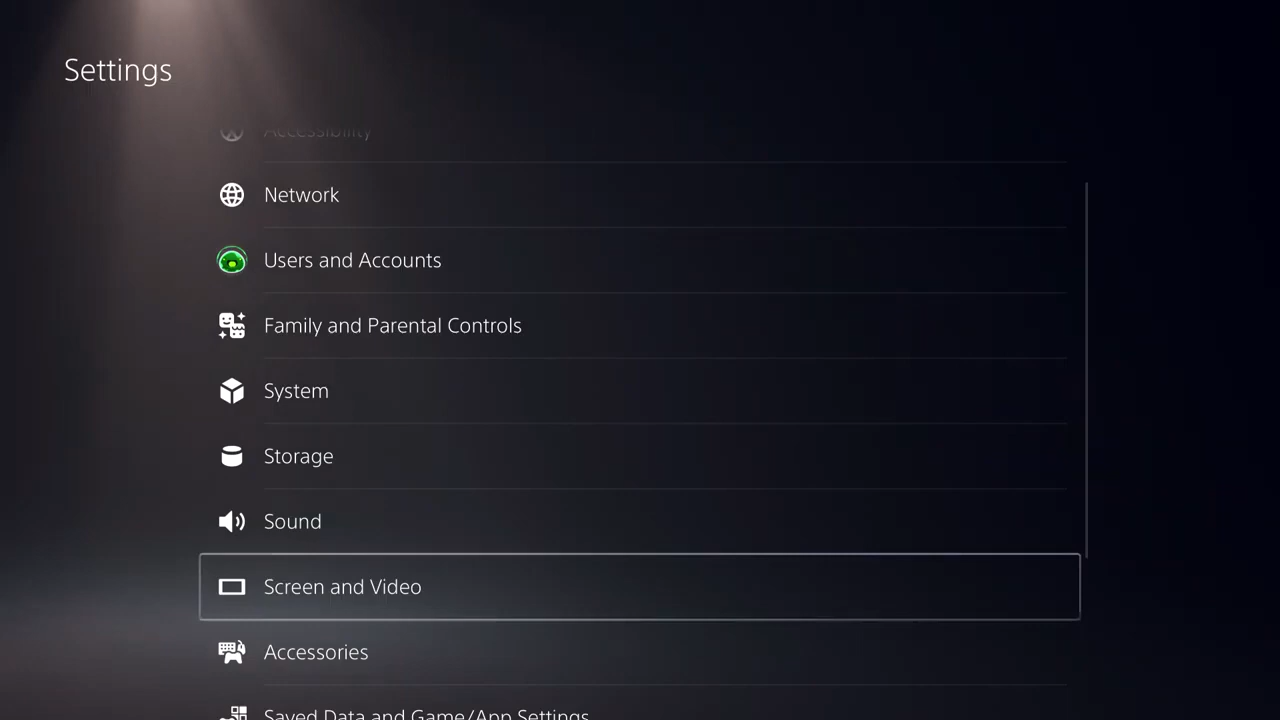 Settings
Accessibility
Network
Users and Accounts
Family and Parental Controls
System
Storage
Sound
Screen and Video
Accessories
Saved Data and Game/App Settings